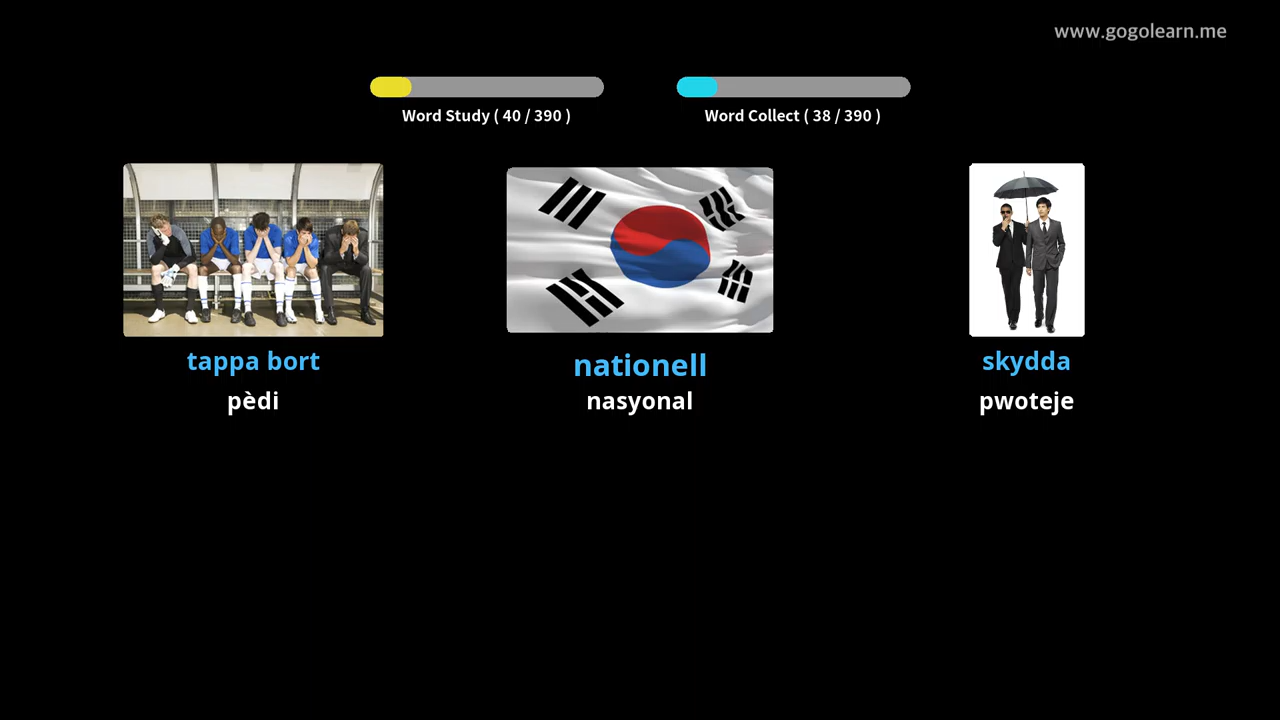 www.gogolearn.me
Word Study ( 40 / 390 )
Word Collect ( 38 / 390 )
tappa bort
pèdi
nationell
nasyonal
skydda
pwoteje